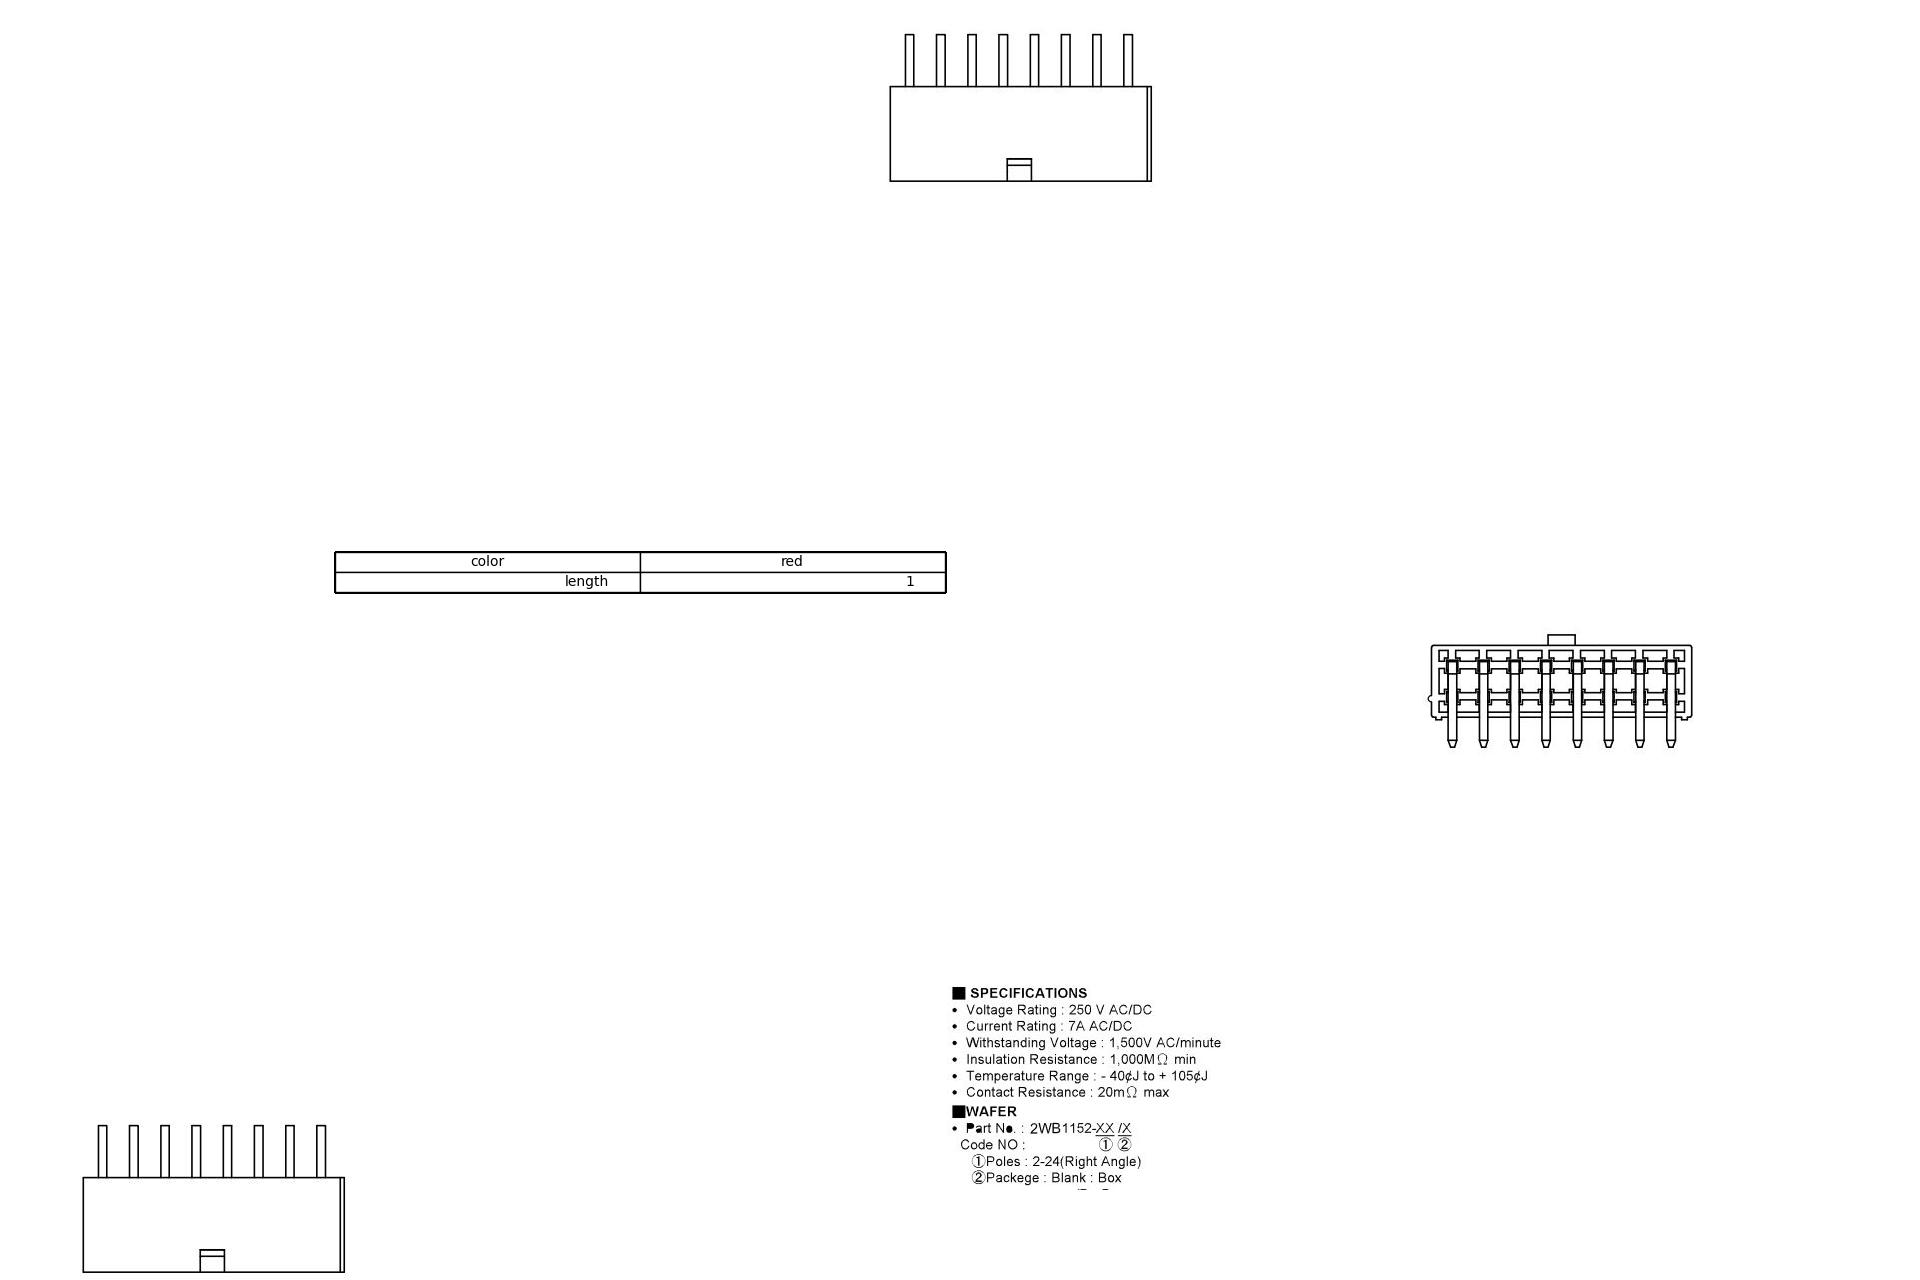 color red
length 1
■ SPECIFICATIONS
• Voltage Rating : 250 V AC/DC
• Current Rating : 7A AC/DC
• Withstanding Voltage : 1,500V AC/minute
• Insulation Resistance : 1,000MΩ min
• Temperature Range : - 40¢J to + 105¢J
• Contact Resistance : 20mΩ max
■WAFER
• Part No. : 2WB1152-XX /X
Code NO : ① ②
①Poles : 2-24(Right Angle)
②Packege : Blank : Box